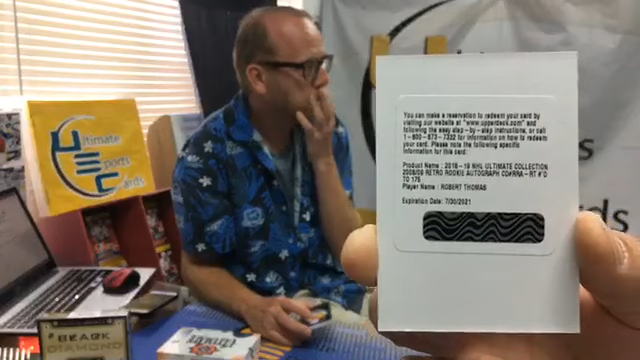 Ultimate
Sports
Cards
You can make a reservation to redeem your card by
visiting our website at "www.upperdeck.com" and
following the easy step-by-step instructions, or call
1-800-873-7332 for information on how to redeem
your card. Please note the following specific
information for this card:
Product Name : 2018-19 NHL ULTIMATE COLLECTION
2008/09 RETRO ROOKIE AUTOGRAPH CD#RRA-RT #'D
TO 175
Player Name : ROBERT THOMAS
Expiration Date: 7/30/2021
BLACK
DIAMOND